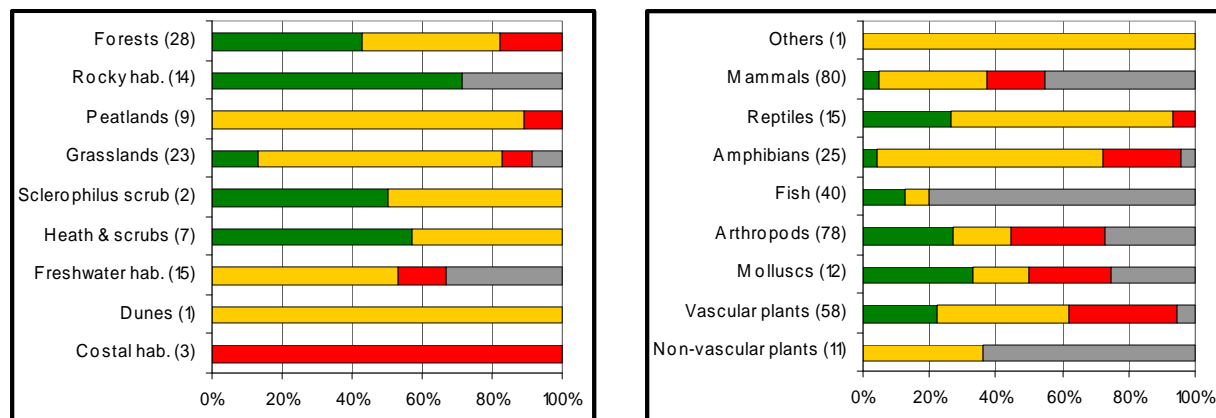 Forests (28)
Rocky hab. (14)
Peatlands (9)
Grasslands (23)
Sclerophilus scrub (2)
Heath & scrubs (7)
Freshwater hab. (15)
Dunes (1)
Costal hab. (3)
0% 20% 40% 60% 80% 100%
Others (1)
Mammals (80)
Reptiles (15)
Amphibians (25)
Fish (40)
Arthropods (78)
Molluscs (12)
Vascular plants (58)
Non-vascular plants (11)
0% 20% 40% 60% 80% 100%